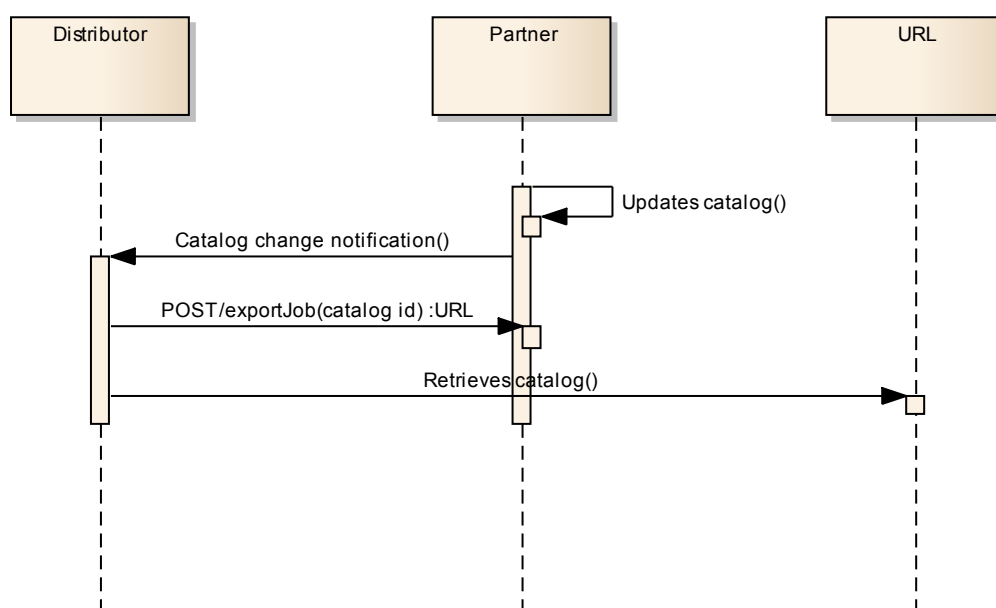 Distributor
Partner
URL
Updates catalog()
Catalog change notification()
POST/exportJob(catalog id) :URL
Retrieves catalog()